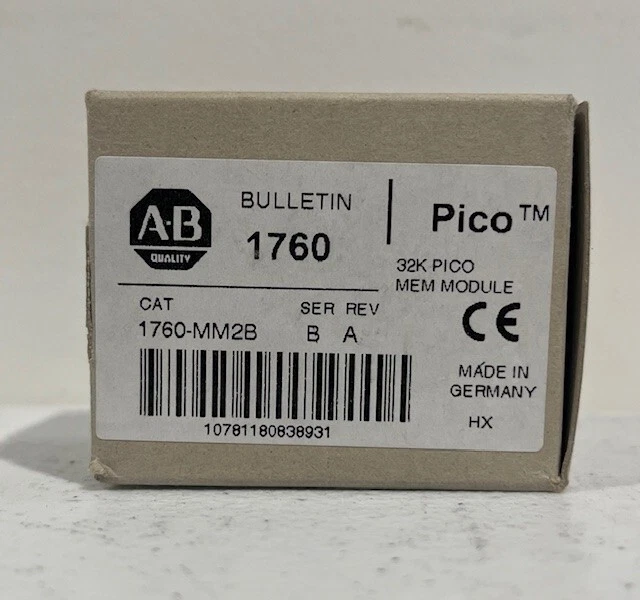 A·B
QUALITY
BULLETIN
1760
Pico™
32K PICO
MEM MODULE
CAT
SER REV
1760-MM2B
B A
CE
MADE IN
GERMANY
HX
10781180838931